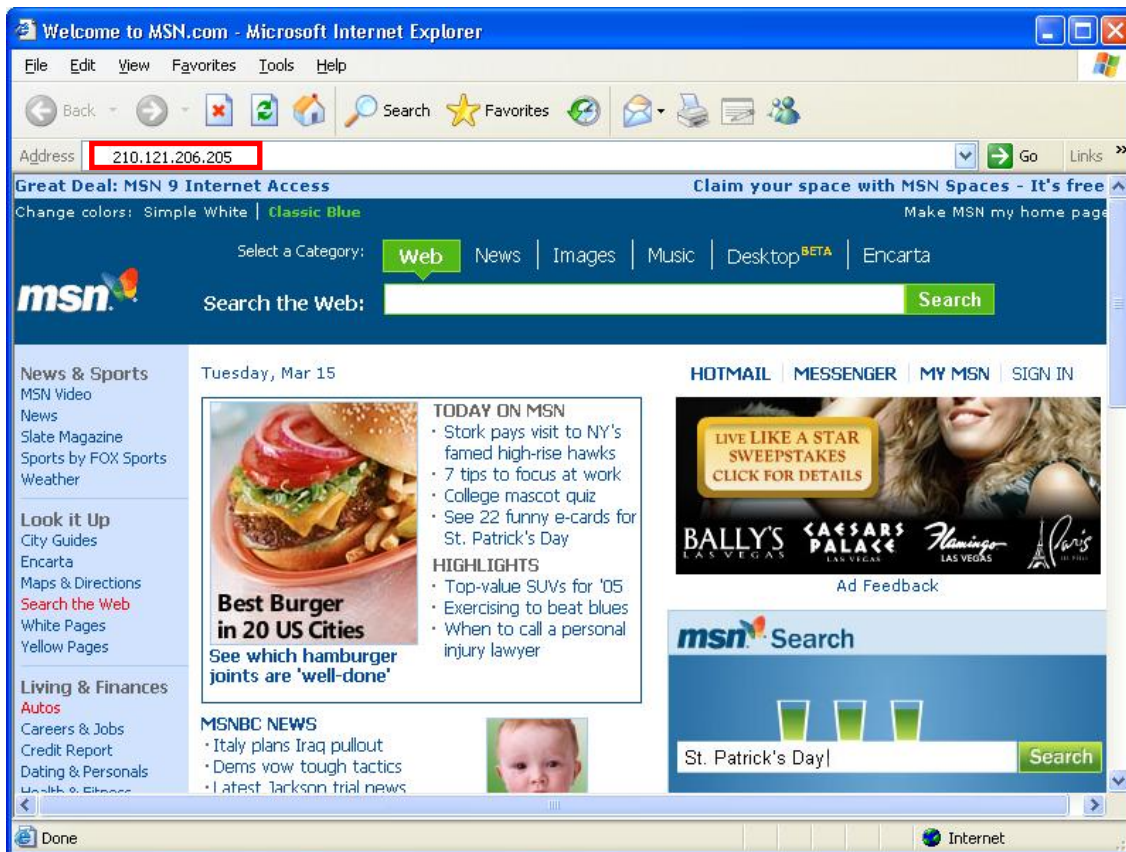 Welcome to MSN.com - Microsoft Internet Explorer
File Edit View Favorites Tools Help
Back Search Favorites
Address 210.121.206.205 Go Links »
Great Deal: MSN 9 Internet Access Claim your space with MSN Spaces - It's free
Change colors: Simple White | Classic Blue Make MSN my home page
Select a Category: Web News | Images | Music | Desktop BETA | Encarta
msn Search the Web: Search
Tuesday, Mar 15
HOTMAIL | MESSENGER | MY MSN | SIGN IN
News & Sports
MSN Video
News
Slate Magazine
Sports by FOX Sports
Weather
Look it Up
City Guides
Encarta
Maps & Directions
Search the Web
White Pages
Yellow Pages
Living & Finances
Autos
Careers & Jobs
Credit Report
Dating & Personals
Health & Fitness
Best Burger
in 20 US Cities
See which hamburger
joints are 'well-done'
TODAY ON MSN
· Stork pays visit to NY's
famed high-rise hawks
· 7 tips to focus at work
· College mascot quiz
· See 22 funny e-cards for
St. Patrick's Day
HIGHLIGHTS
· Top-value SUVs for '05
· Exercising to beat blues
· When to call a personal
injury lawyer
MSNBC NEWS
· Italy plans Iraq pullout
· Dems vow tough tactics
· Latest Jackson trial news
LIVE LIKE A STAR
SWEEPSTAKES
CLICK FOR DETAILS
BALLY'S
LAS VEGAS
CAESARS
PALACE
LAS VEGAS
Flamingo
LAS VEGAS
Paris
Ad Feedback
msn Search
St. Patrick's Day Search
Done Internet